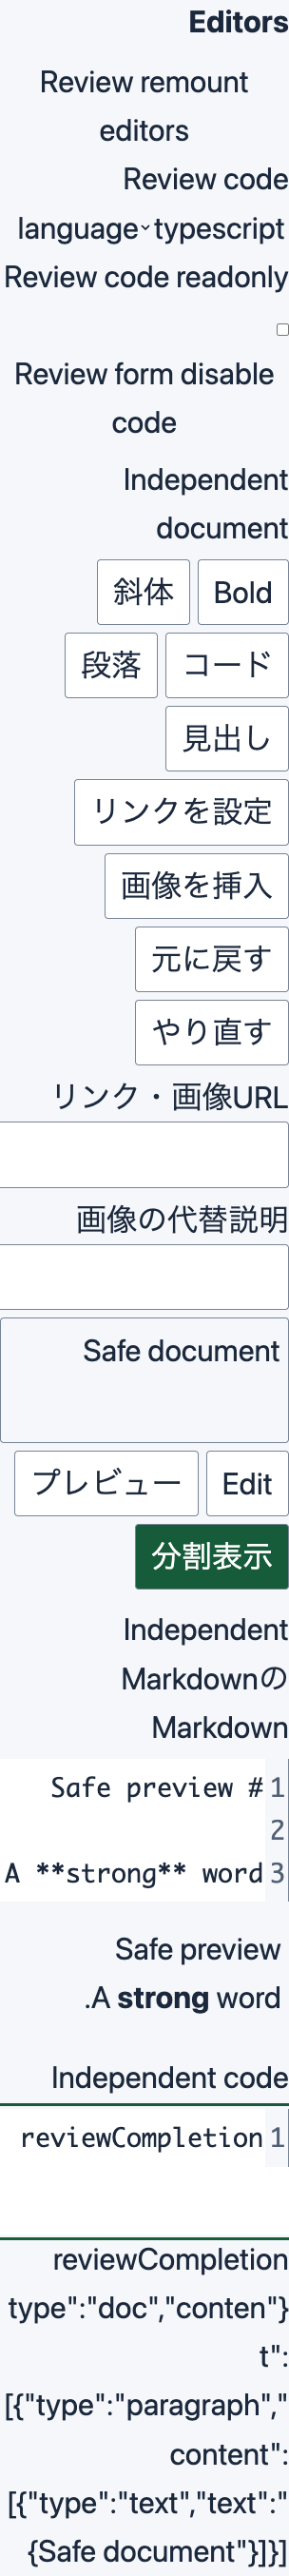 Editors
Review remount
editors
Review code
language typescript
Review code readonly
Review form disable
code
Independent
document
Bold 斜体
コード 段落
見出し
リンクを設定
画像を挿入
元に戻す
やり直す
リンク・画像URL
画像の代替説明
Safe document
Edit プレビュー
分割表示
Independent
Markdownの
Markdown
1 Safe preview #
2
3 A **strong** word
Safe preview
.A strong word
Independent code
1 reviewCompletion
reviewCompletion
type":"doc","conten"}
t":
[{"type":"paragraph","
content":
[{"type":"text","text":"
{Safe document"}]}]